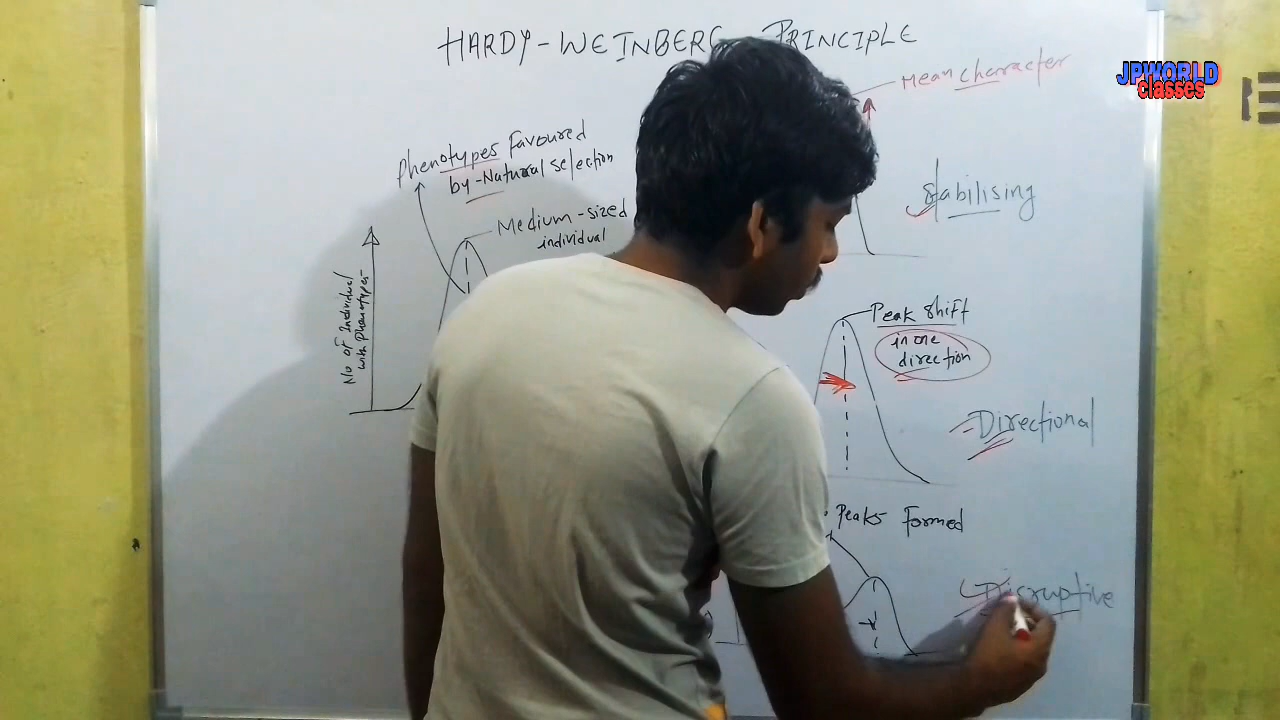 HARDY-WEINBERG PRINCIPLE
Mean character
JPWORLD
classes
Phenotypes Favoured
by-Natural selection
Medium-sized
individual
No of Individual
with Phenotypes
Stabilising
Peak shift
in one
direction
Directional
Peaks Formed
Disruptive